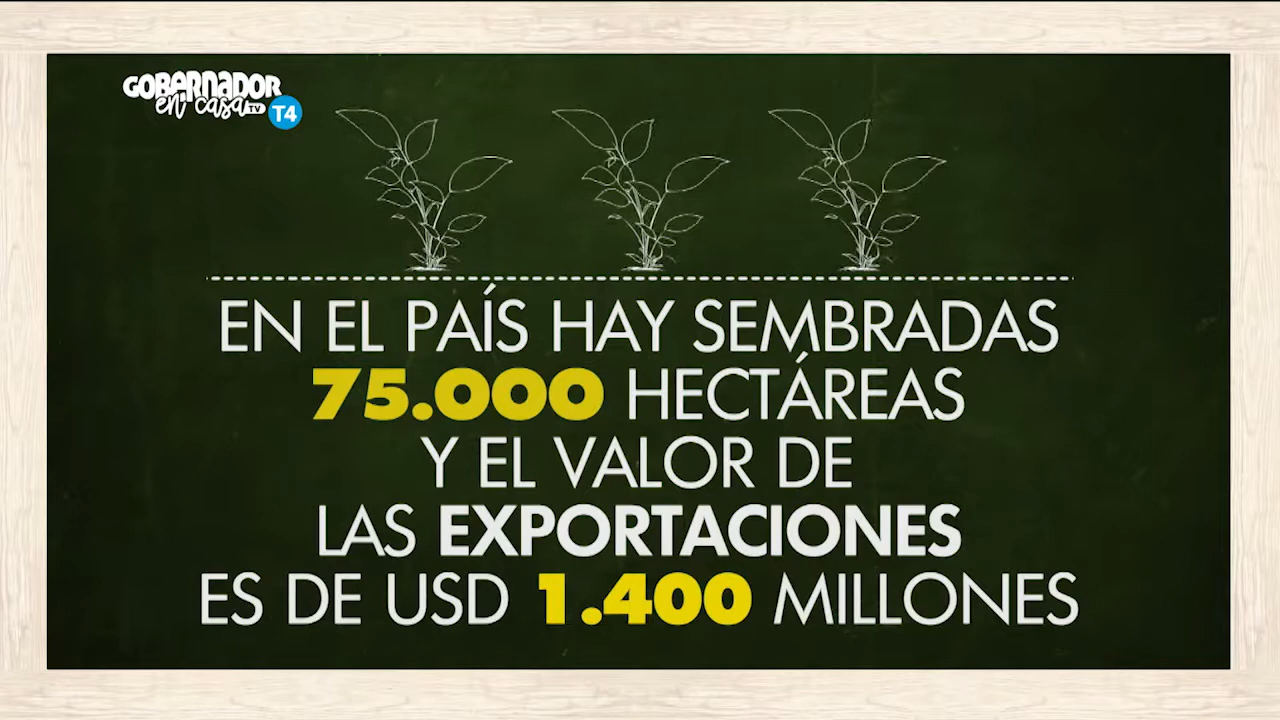 GOBERNADOR
en casa TV
T4
EN EL PAÍS HAY SEMBRADAS
75.000 HECTÁREAS
Y EL VALOR DE
LAS EXPORTACIONES
ES DE USD 1.400 MILLONES